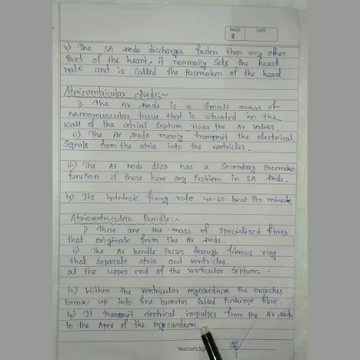 PAGE
DATE
v) The SA Node discharges faster than any other
Part of the heart, it normally sets the heart
rate and is called the Pacemaker of the heart
Atrioventricular Node:-
i) The AV Node is a small mass of
neuromuscular tissue that is situated in the
wall of the atrial septum near the AV valves
ii) The AV Node merely transmit the electrical
Signals from the atria into the ventricles.
iii) The AV node also has a Secondary Pacemaker
function if there have any Problem in SA Node.
iv) Its intrinsic firing rate 40-60 beat Per minute
Atrioventricular Bundle:-
i) These are the mass of Specialised fibres
that originate from the AV Node.
ii) The AV Bundle Passes through fibrous ring
that Separate atria and ventricles
at the upper end of the ventricular Septum.
iii) Within the ventricular myocardium the branches
break up into fine branches called Purkinje fibre.
iv) It transmit electrical impulses from the AV Node
to the Apex of the myocardium.